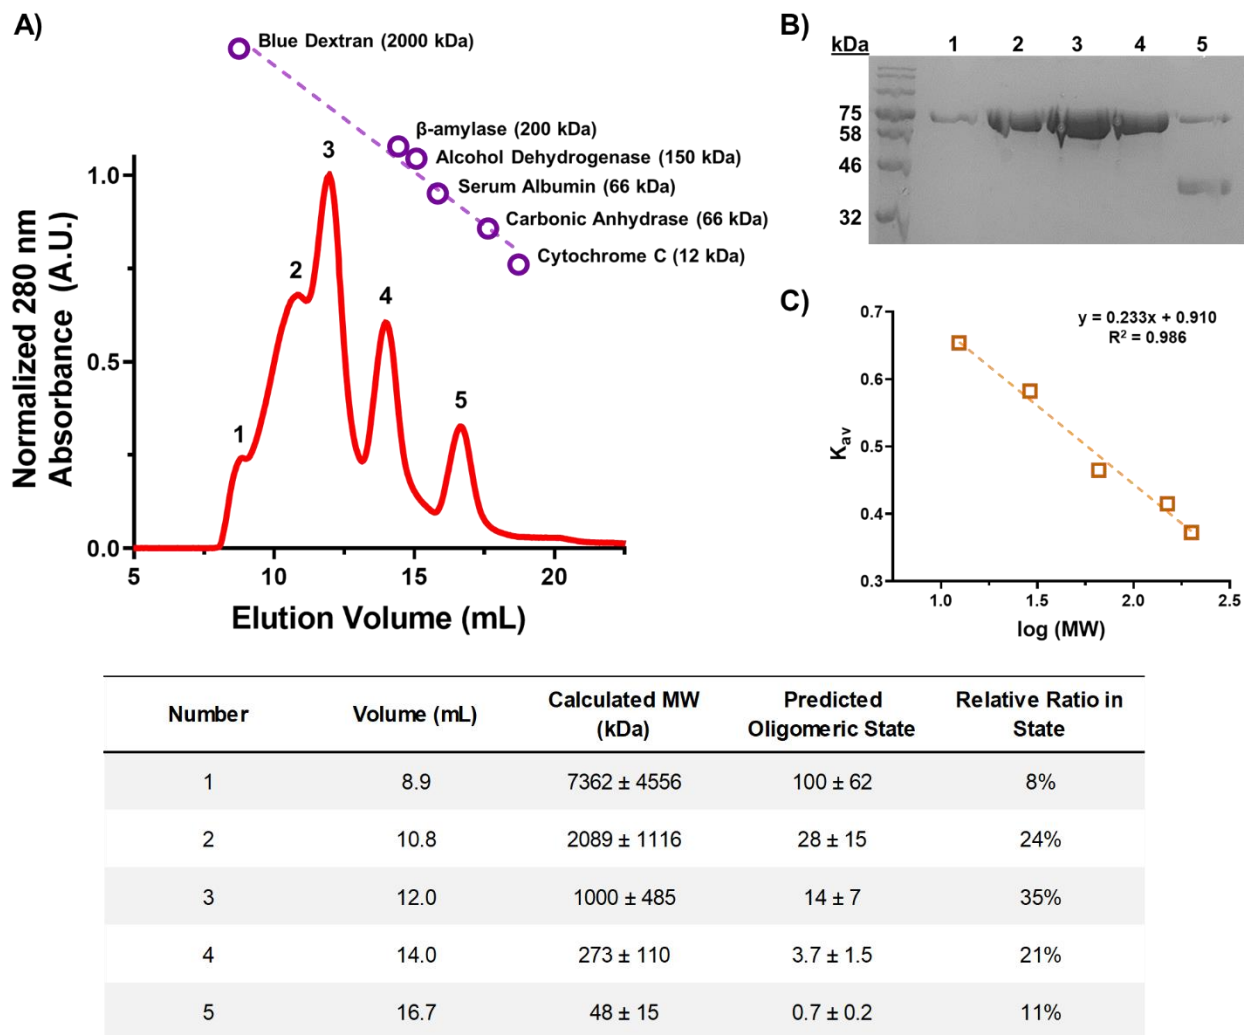 A)
Blue Dextran (2000 kDa)
β-amylase (200 kDa)
Alcohol Dehydrogenase (150 kDa)
Serum Albumin (66 kDa)
Carbonic Anhydrase (66 kDa)
Cytochrome C (12 kDa)
1
2
3
4
5
Normalized 280 nm
Absorbance (A.U.)
1.0
0.5
0.0
5
10
15
20
Elution Volume (mL)
B)
kDa 1 2 3 4 5
75
58
46
32
C)
y = 0.233x + 0.910
R² = 0.986
Kav
0.7
0.6
0.5
0.4
0.3
1.0 1.5 2.0 2.5
log (MW)
Number Volume (mL) Calculated MW (kDa) Predicted Oligomeric State Relative Ratio in State
1 8.9 7362 ± 4556 100 ± 62 8%
2 10.8 2089 ± 1116 28 ± 15 24%
3 12.0 1000 ± 485 14 ± 7 35%
4 14.0 273 ± 110 3.7 ± 1.5 21%
5 16.7 48 ± 15 0.7 ± 0.2 11%